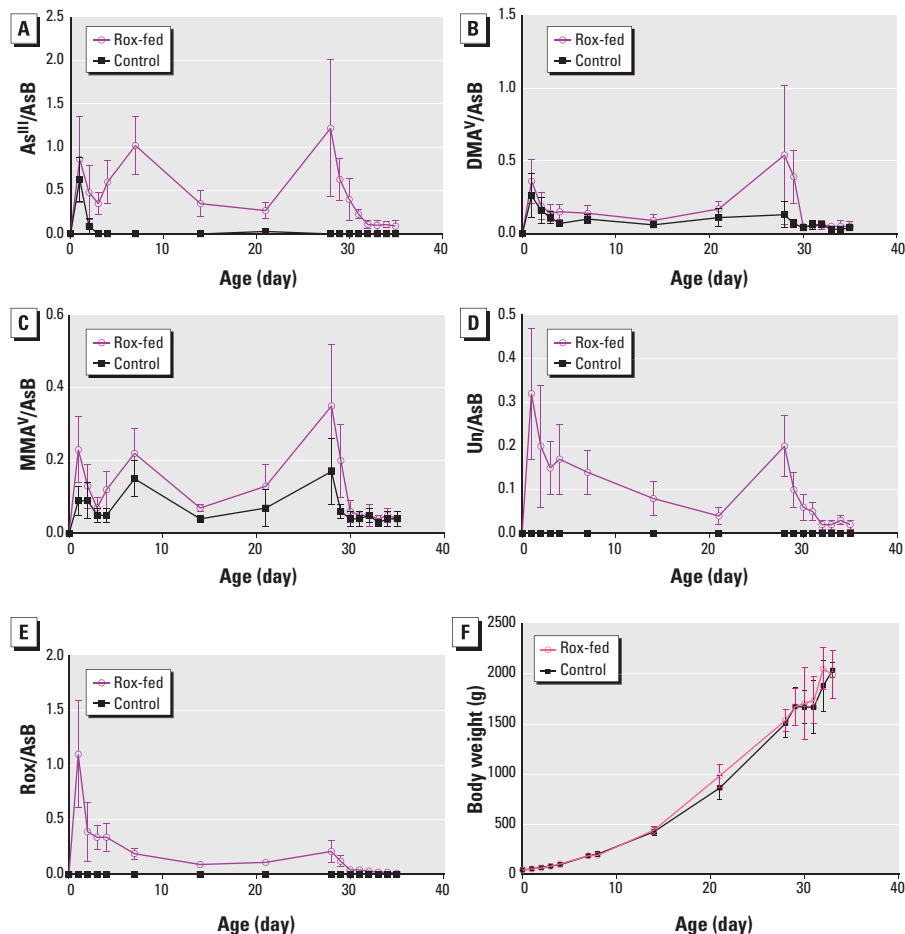 A
Rox-fed
Control
As^III/AsB
2.5
2.0
1.5
1.0
0.5
0.0
0
10
20
30
40
Age (day)
B
Rox-fed
Control
DMA^V/AsB
1.5
1.0
0.5
0.0
0
10
20
30
40
Age (day)
C
Rox-fed
Control
MMA^V/AsB
0.6
0.4
0.2
0.0
0
10
20
30
40
Age (day)
D
Rox-fed
Control
Un/AsB
0.5
0.4
0.3
0.2
0.1
0.0
0
10
20
30
40
Age (day)
E
Rox-fed
Control
Rox/AsB
2.0
1.5
1.0
0.5
0.0
0
10
20
30
40
Age (day)
F
Rox-fed
Control
Body weight (g)
2500
2000
1500
1000
500
0
0
10
20
30
40
Age (day)